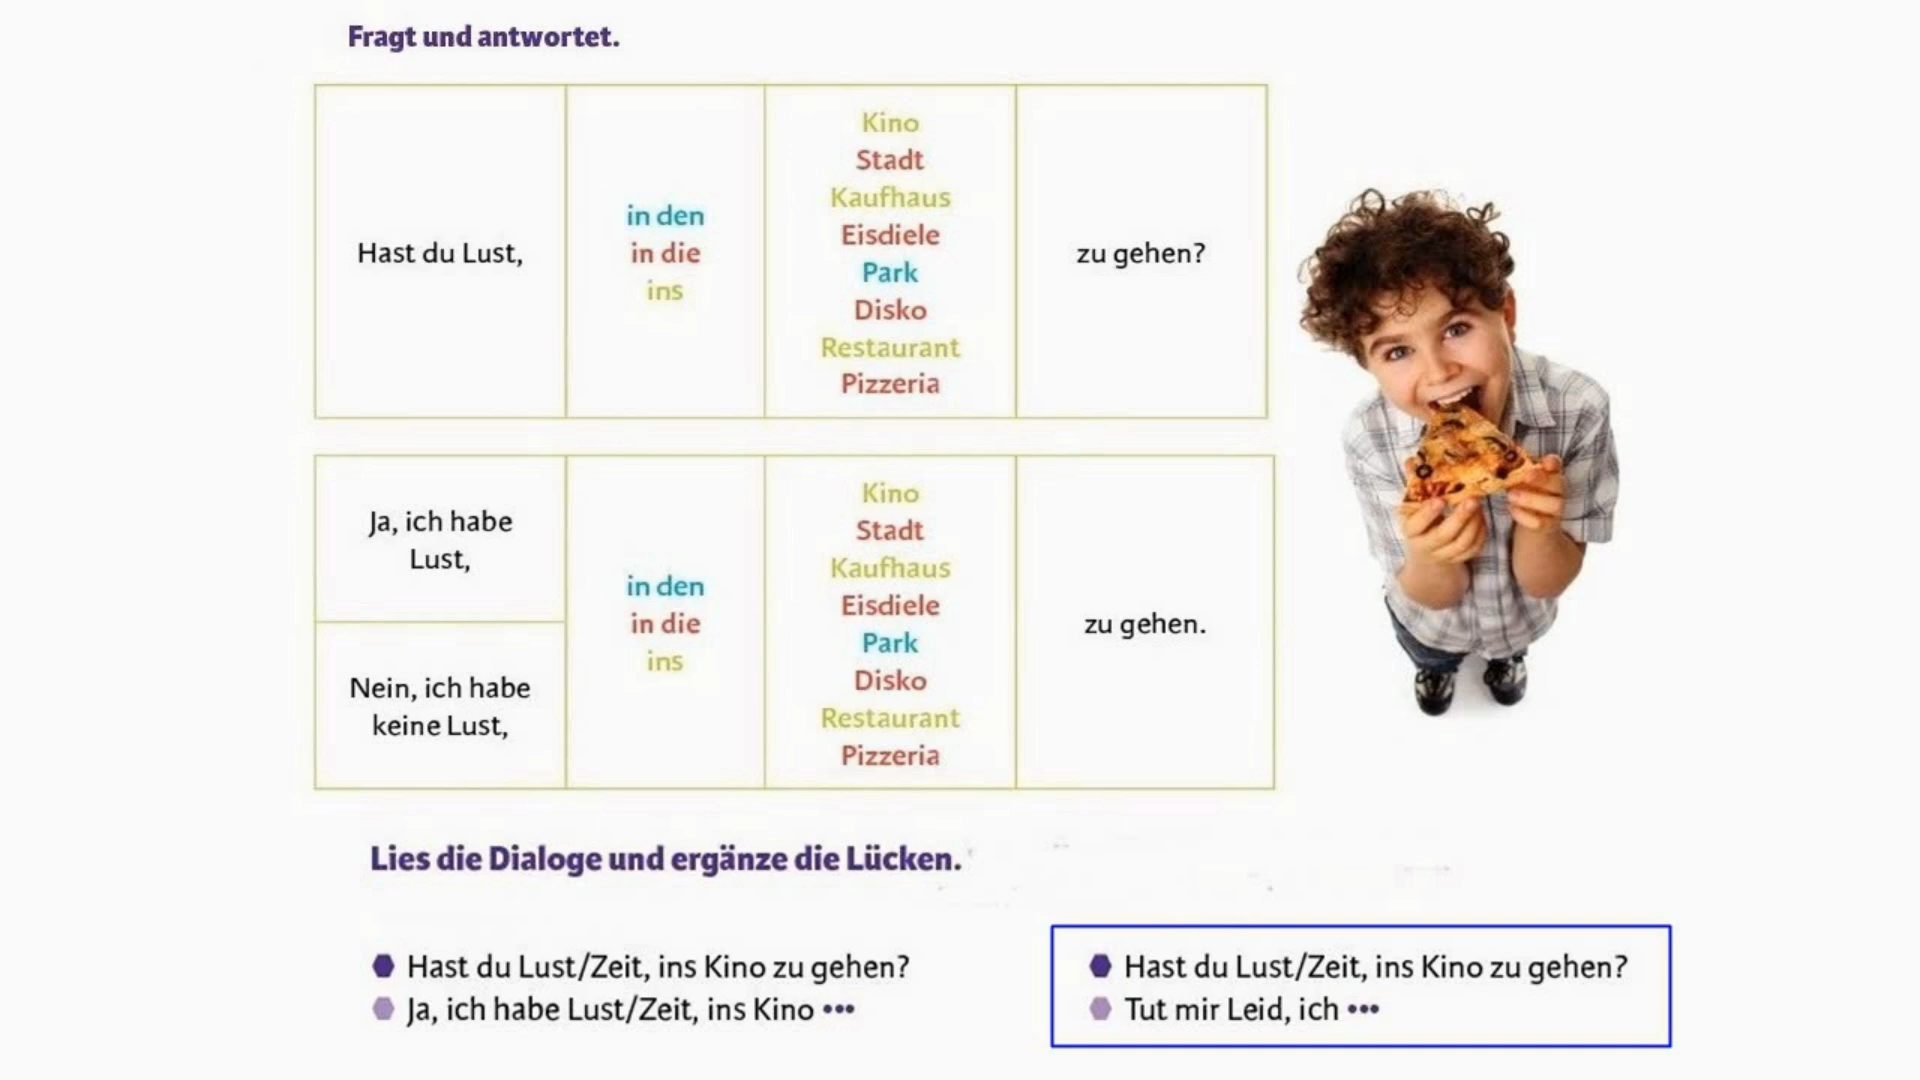 Fragt und antwortet.
Hast du Lust,
in den
in die
ins
Kino
Stadt
Kaufhaus
Eisdiele
Park
Disko
Restaurant
Pizzeria
zu gehen?
Ja, ich habe
Lust,
Nein, ich habe
keine Lust,
in den
in die
ins
Kino
Stadt
Kaufhaus
Eisdiele
Park
Disko
Restaurant
Pizzeria
zu gehen.
Lies die Dialoge und ergänze die Lücken.
Hast du Lust/Zeit, ins Kino zu gehen?
Ja, ich habe Lust/Zeit, ins Kino •••
Hast du Lust/Zeit, ins Kino zu gehen?
Tut mir Leid, ich •••